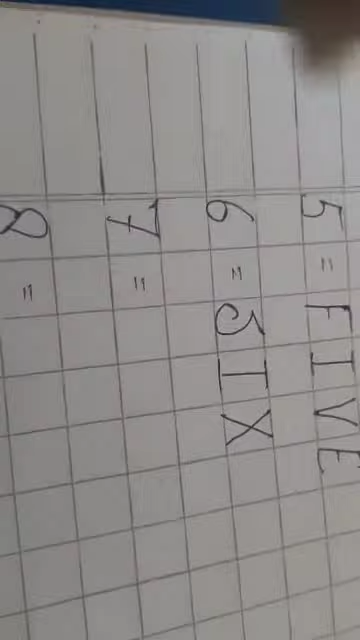 5 = FIVE
6 = SIX
7 =
8 =